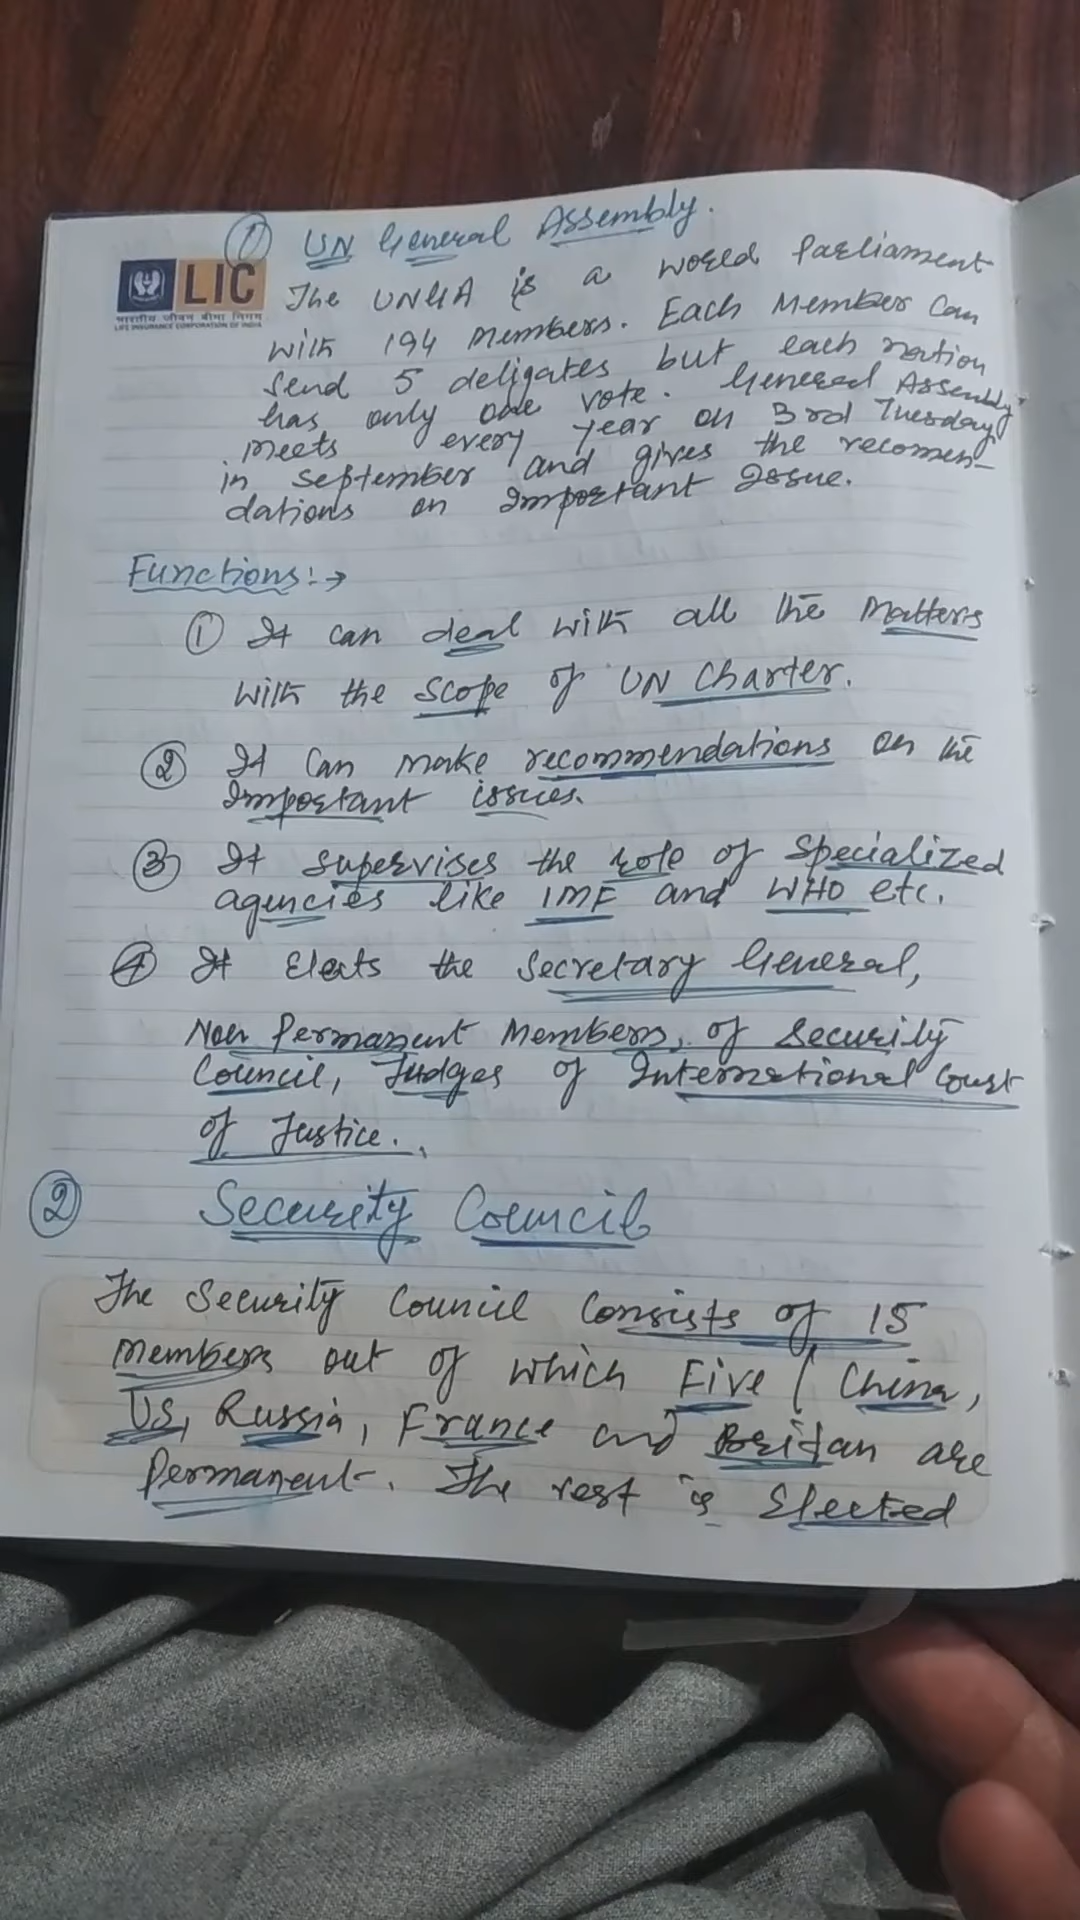 ① UN General Assembly.
LIC
भारतीय जीवन बीमा निगम
LIFE INSURANCE CORPORATION OF INDIA
The UNGA is a world Parliament
with 194 members. Each Member Can
Send 5 deligates but each nation
has only one vote. General Assembly
meets every year on 3rd Tuesday
in september and gives the recomen-
dations on Important Issue.
Functions:→
① It can deal with all the Matters
with the scope of UN Charter.
② It Can make recommendations on the
Important issues.
③ It supervises the role of Specialized
agencies like IMF and WHO etc.
④ It Elects the Secretary General,
Non Permanent Members, of Security
Council, Judges of International Court
of Justice.
② Security Council
The Security Council Consists of 15
members out of which Five ( China,
US, Russia, France and Britan are
Permanent. The rest is Elected